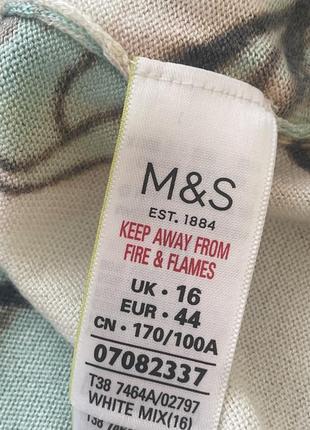 M&S
EST. 1884
KEEP AWAY FROM
FIRE & FLAMES
UK • 16
EUR • 44
CN • 170/100A
07082337
T38 7464A/02797
WHITE MIX(16)